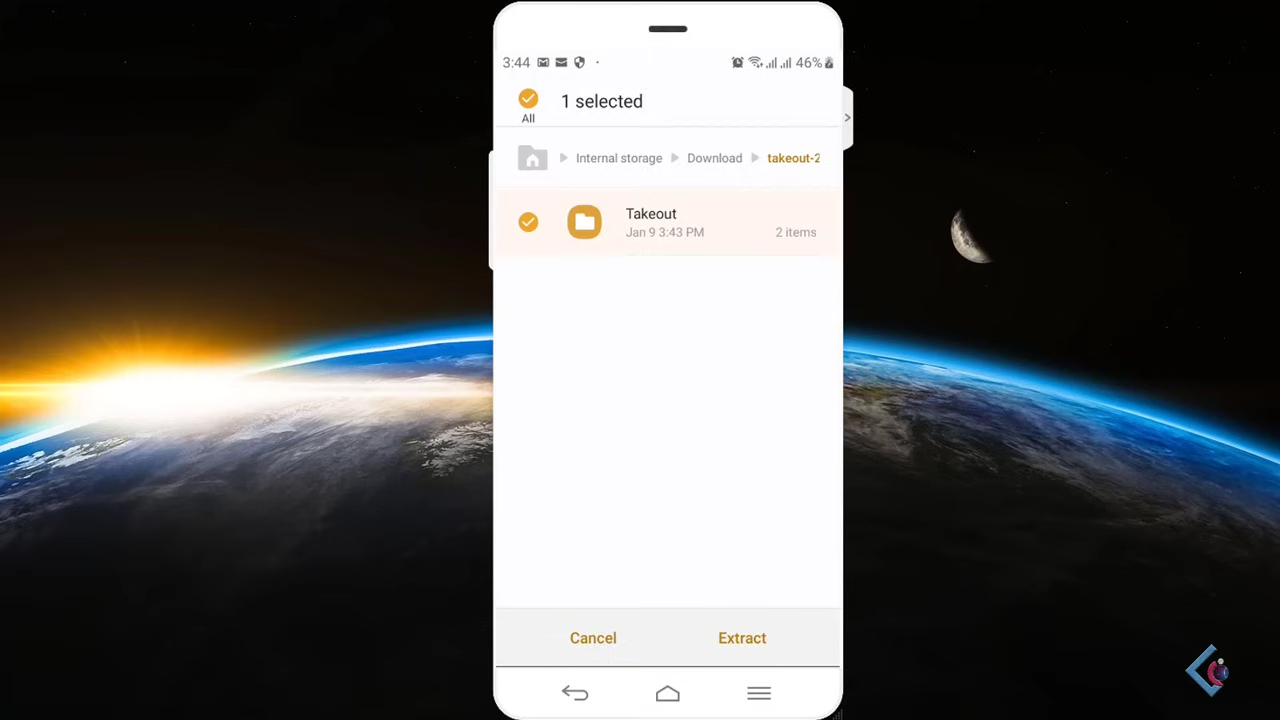 3:44 46%
1 selected
All
Internal storage Download takeout-2
Takeout
Jan 9 3:43 PM 2 items
Cancel Extract